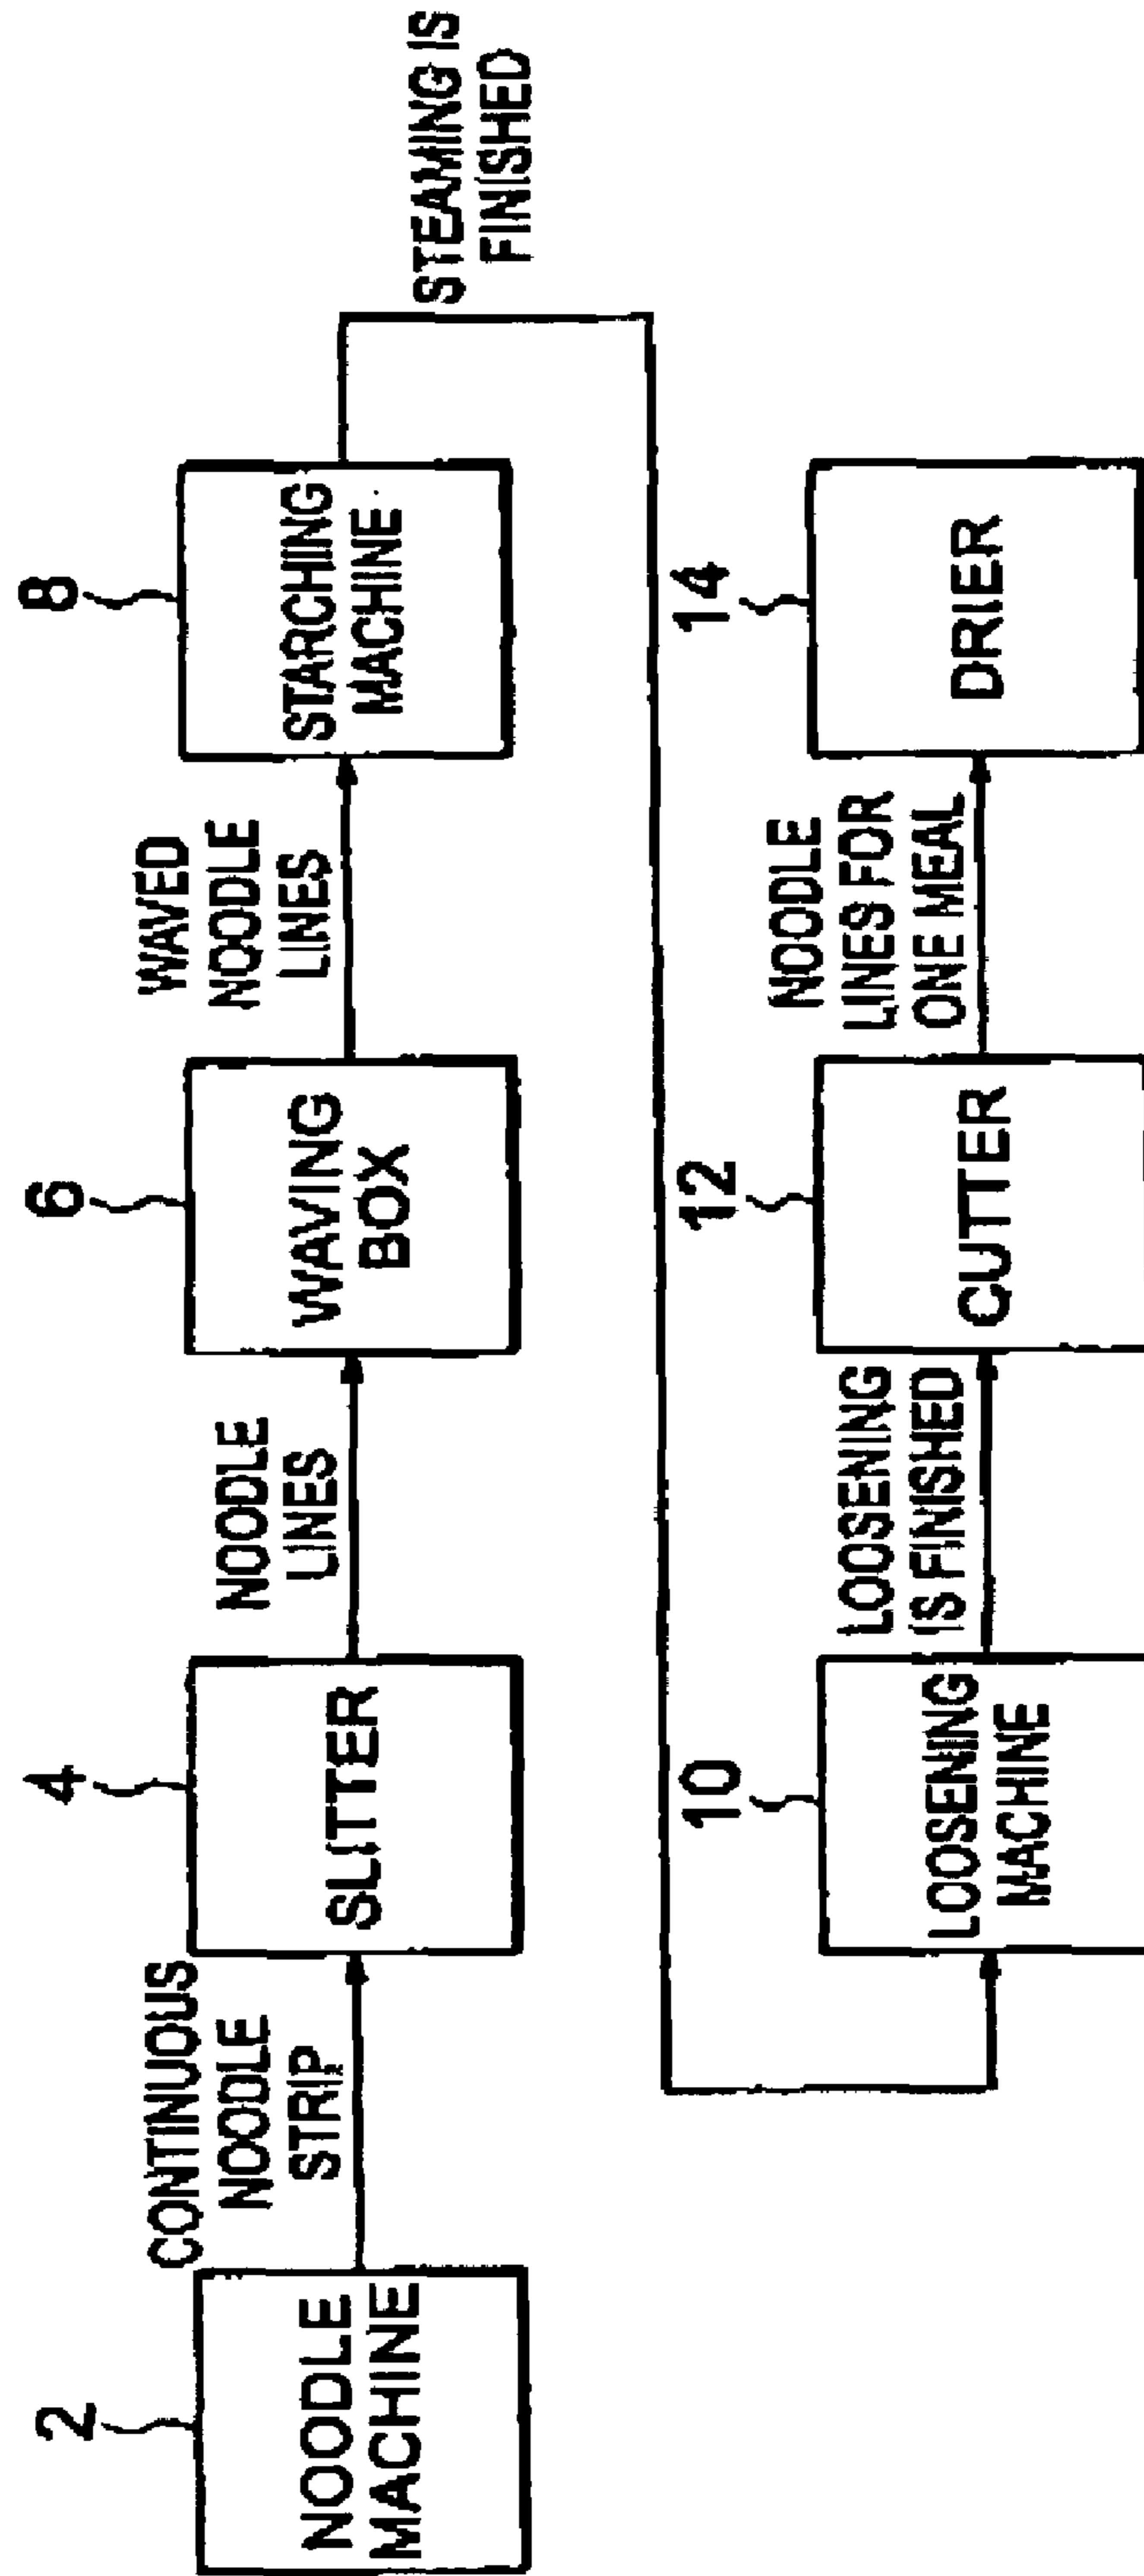 2
NOODLE
MACHINE
CONTINUOUS
NOODLE
STRIP
4
SLITTER
NOODLE
LINES
6
WAVING
BOX
WAVED
NOODLE
LINES
8
STARCHING
MACHINE
STEAMING IS
FINISHED
10
LOOSENING
MACHINE
LOOSENING
IS FINISHED
12
CUTTER
NOODLE
LINES FOR
ONE MEAL
14
DRIER